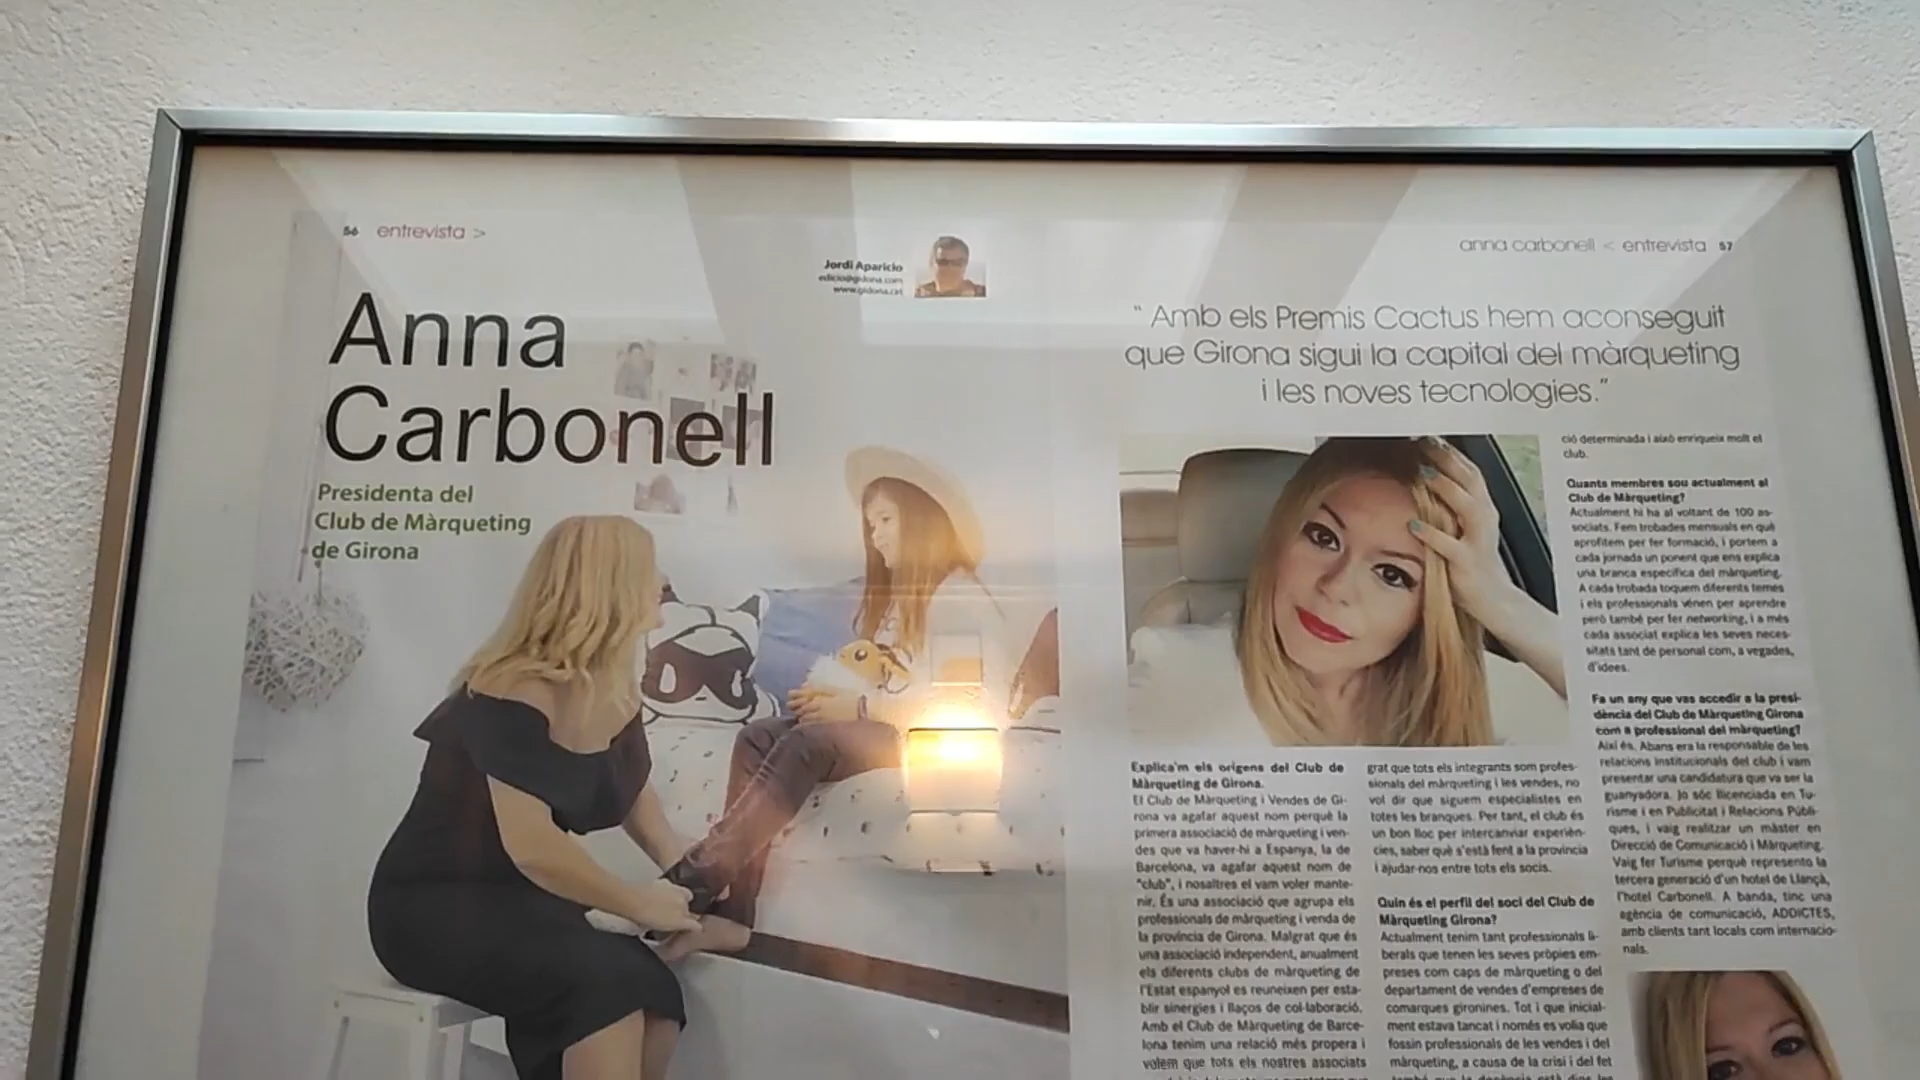 56 entrevista >
Jordi Aparicio
edicio@gidona.com
www.gidona.cat
Anna
Carbonell
Presidenta del
Club de Màrqueting
de Girona
anna carbonell < entrevista 57
“ Amb els Premis Cactus hem aconseguit
que Girona sigui la capital del màrqueting
i les noves tecnologies.”
Explica'm els orígens del Club de
Màrqueting de Girona.
El Club de Màrqueting i Vendes de Gi-
rona va agafar aquest nom perquè la
primera associació de màrqueting i ven-
des que va haver-hi a Espanya, la de
Barcelona, va agafar aquest nom de
"club", i nosaltres el vam voler mante-
nir. És una associació que agrupa els
professionals de màrqueting i venda de
la província de Girona. Malgrat que és
una associació independent, anualment
els diferents clubs de màrqueting de
l'Estat espanyol es reuneixen per esta-
blir sinergies i llaços de col·laboració.
Amb el Club de Màrqueting de Barce-
lona tenim una relació més propera i
volem que tots els nostres associats
grat que tots els integrants som profes-
sionals del màrqueting i les vendes, no
vol dir que siguem especialistes en
totes les branques. Per tant, el club és
un bon lloc per intercanviar experièn-
cies, saber què s'està fent a la província
i ajudar-nos entre tots els socis.
Quin és el perfil del soci del Club de
Màrqueting Girona?
Actualment tenim tant professionals li-
berals que tenen les seves pròpies em-
preses com caps de màrqueting o del
departament de vendes d'empreses de
comarques gironines. Tot i que inicial-
ment estava tancat i només es volia que
fossin professionals de les vendes i del
màrqueting, a causa de la crisi i del fet
ció determinada i això enriqueix molt el
club.
Quants membres sou actualment al
Club de Màrqueting?
Actualment hi ha al voltant de 100 as-
sociats. Fem trobades mensuals en què
aprofitem per fer formació, i portem a
cada jornada un ponent que ens explica
una branca específica del màrqueting.
A cada trobada toquem diferents temes
i els professionals vénen per aprendre
però també per fer networking, i a més
cada associat explica les seves neces-
sitats tant de personal com, a vegades,
d'idees.
Fa un any que vas accedir a la presi-
dència del Club de Màrqueting Girona
com a professional del màrqueting?
Així és. Abans era la responsable de les
relacions institucionals del club i vam
presentar una candidatura que va ser la
guanyadora. Jo sóc llicenciada en Tu-
risme i en Publicitat i Relacions Públi-
ques, i vaig realitzar un màster en
Direcció de Comunicació i Màrqueting.
Vaig fer Turisme perquè represento la
tercera generació d'un hotel de Llançà,
l'hotel Carbonell. A banda, tinc una
agència de comunicació, ADDICTES,
amb clients tant locals com internacio-
nals.